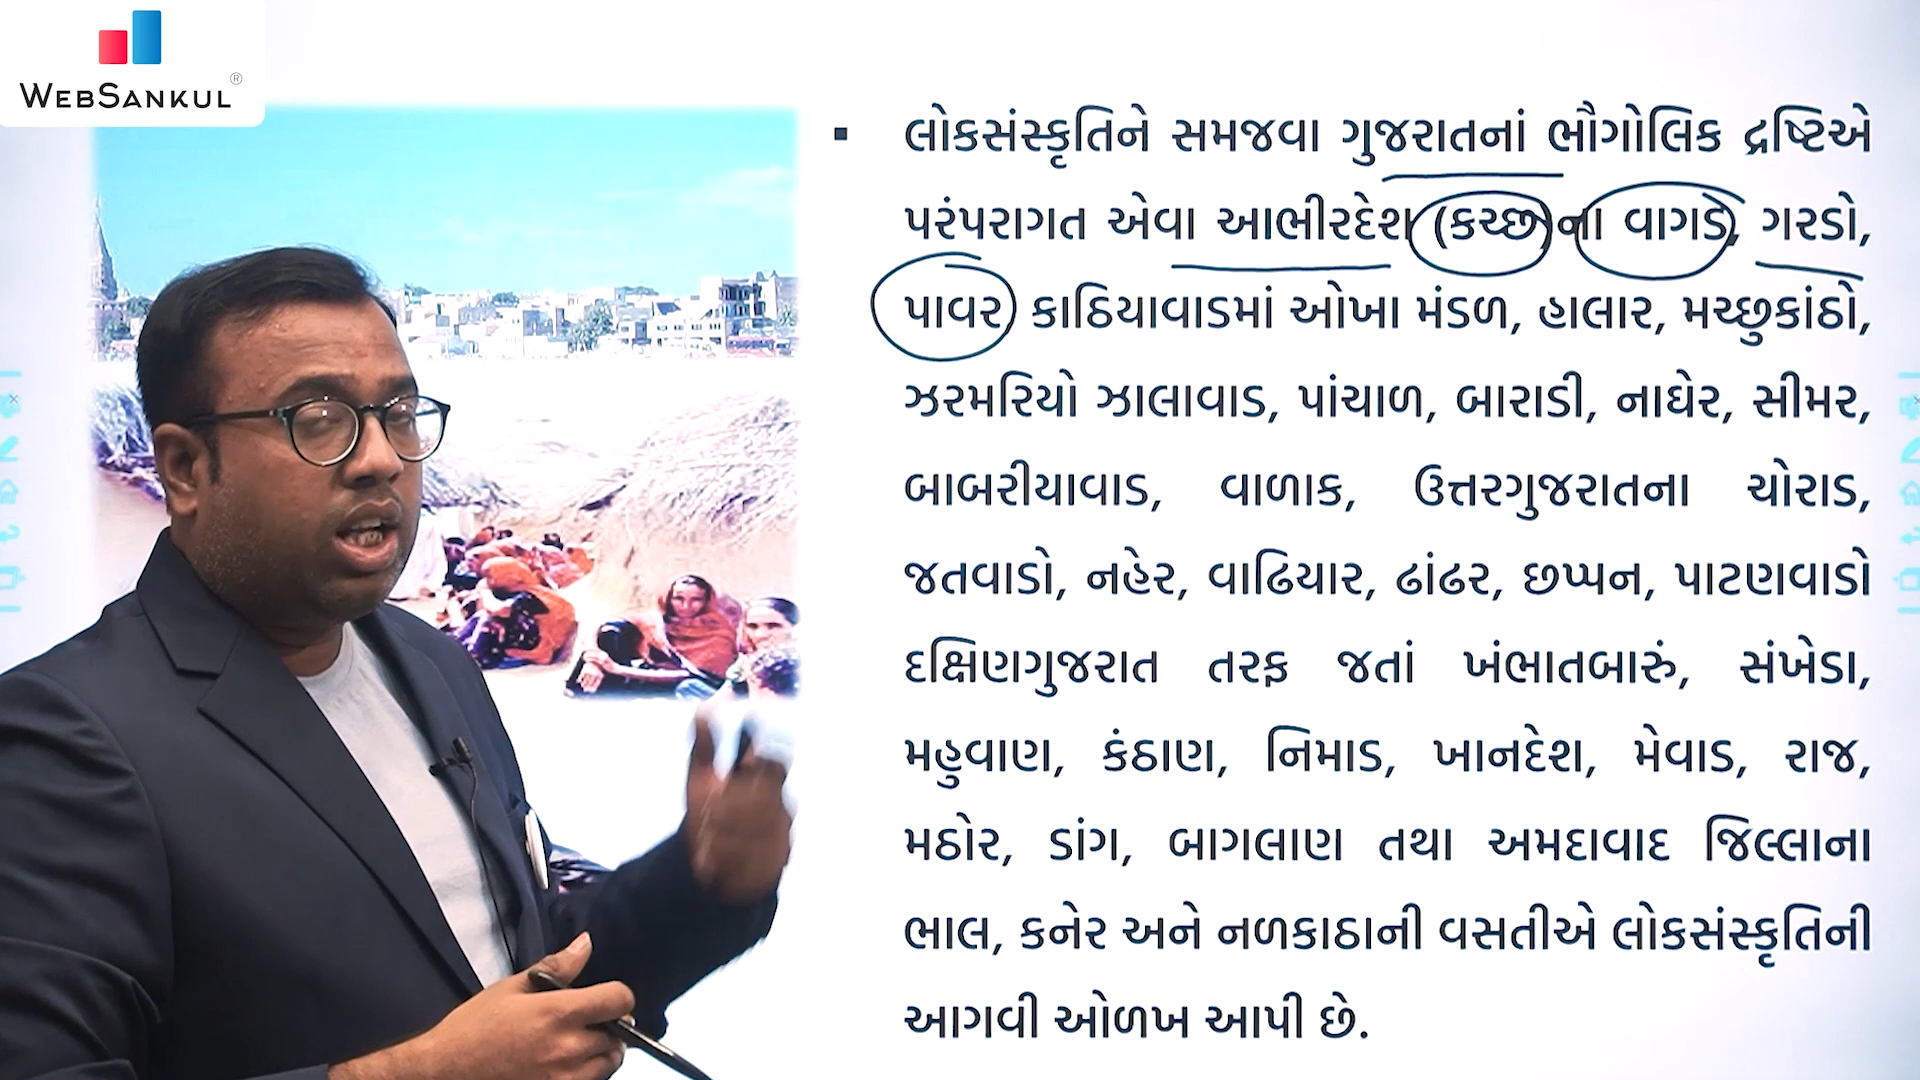 WEBSANKUL®
▪ લોકસંસ્કૃતિને સમજવા ગુજરાતનાં ભૌગોલિક દ્રષ્ટિએ
પરંપરાગત એવા આભીરદેશ (કચ્છ)ના વાગડ, ગરડો,
પાવર કાઠિયાવાડમાં ઓખા મંડળ, હાલાર, મચ્છુકાંઠો,
ઝરમરિયો ઝાલાવાડ, પાંચાળ, બારાડી, નાઘેર, સીમર,
બાબરીયાવાડ, વાળાક, ઉત્તરગુજરાતના ચોરાડ,
જતવાડો, નહેર, વાઢિયાર, ઢાંઢર, છપ્પન, પાટણવાડો
દક્ષિણગુજરાત તરફ જતાં ખંભાતબારું, સંખેડા,
મહુવાણ, કંઠાણ, નિમાડ, ખાનદેશ, મેવાડ, રાજ,
મઠોર, ડાંગ, બાગલાણ તથા અમદાવાદ જિલ્લાના
ભાલ, કનેર અને નળકાઠાની વસતીએ લોકસંસ્કૃતિની
આગવી ઓળખ આપી છે.